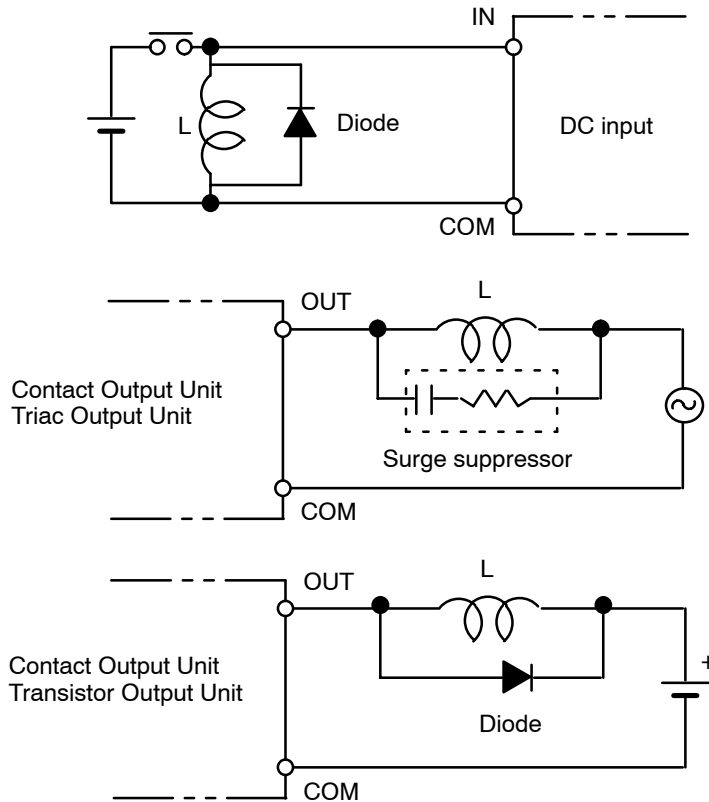 IN
L
Diode
DC input
COM
OUT
L
Contact Output Unit
Triac Output Unit
Surge suppressor
COM
OUT
L
Contact Output Unit
Transistor Output Unit
+
Diode
COM